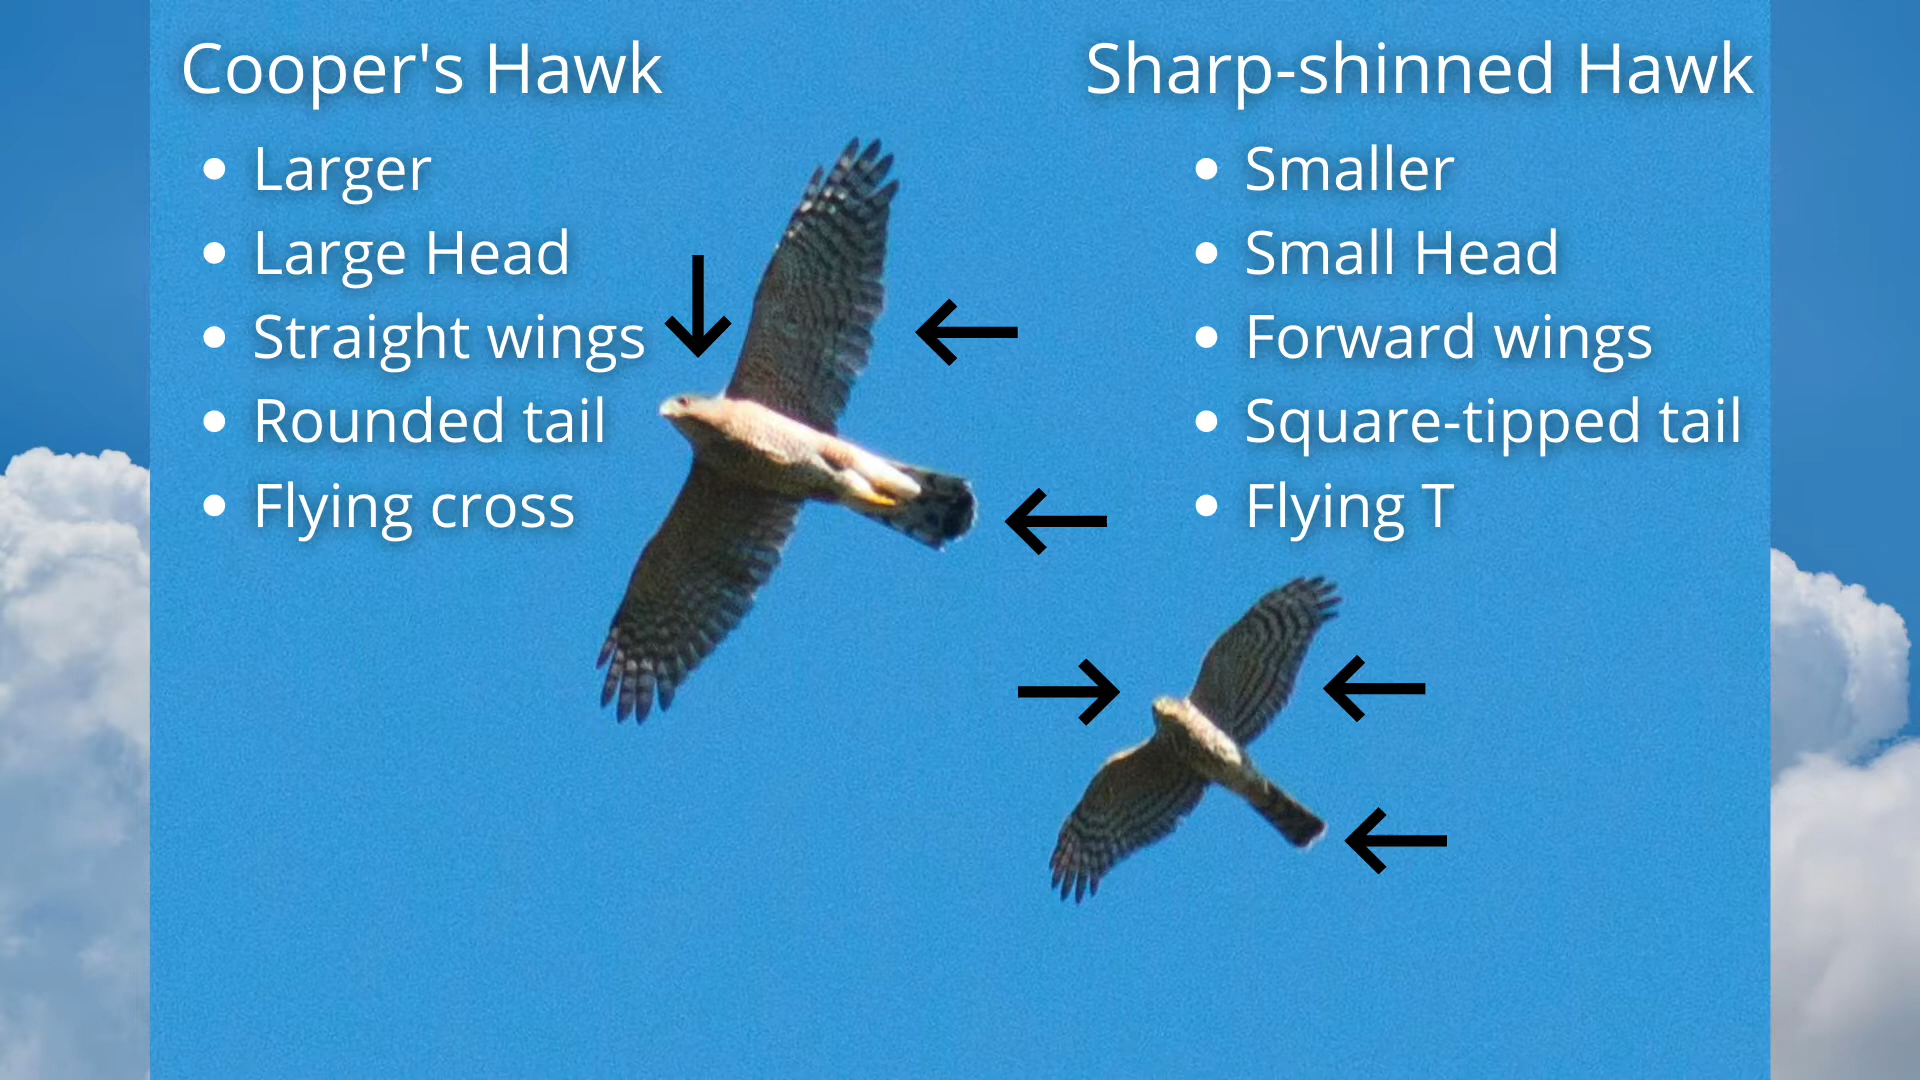 Cooper's Hawk
• Larger
• Large Head
• Straight wings
• Rounded tail
• Flying cross
Sharp-shinned Hawk
• Smaller
• Small Head
• Forward wings
• Square-tipped tail
• Flying T